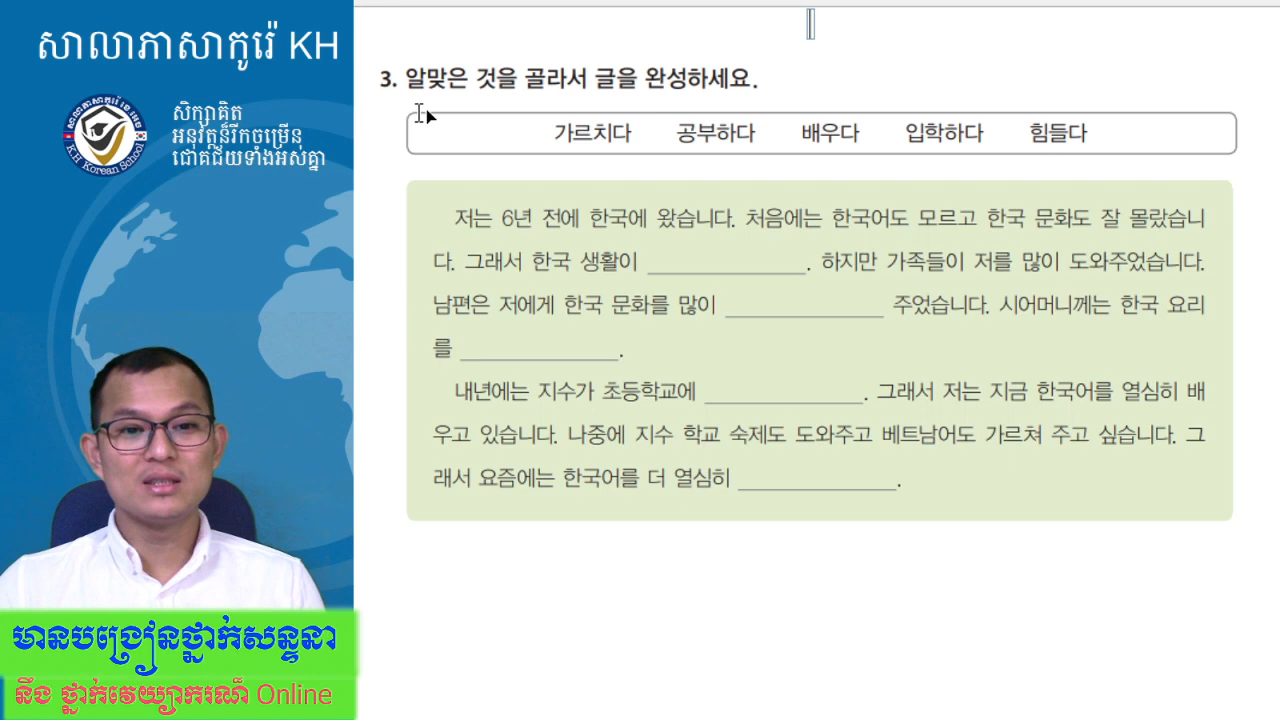 សាលាភាសាកូរ៉េ KH
សិក្សាគិត
អនុវត្តន៍រីកចម្រើន
ជោគជ័យទាំងអស់គ្នា
KH Korean School
3. 알맞은 것을 골라서 글을 완성하세요.
가르치다 공부하다 배우다 입학하다 힘들다
저는 6년 전에 한국에 왔습니다. 처음에는 한국어도 모르고 한국 문화도 잘 몰랐습니
다. 그래서 한국 생활이 ______________. 하지만 가족들이 저를 많이 도와주었습니다.
남편은 저에게 한국 문화를 많이 ______________ 주었습니다. 시어머니께는 한국 요리
를 ______________.
내년에는 지수가 초등학교에 ______________. 그래서 저는 지금 한국어를 열심히 배
우고 있습니다. 나중에 지수 학교 숙제도 도와주고 베트남어도 가르쳐 주고 싶습니다. 그
래서 요즘에는 한국어를 더 열심히 ______________.
មានបង្រៀនថ្នាក់សន្ទនា
នឹង ថ្នាក់វេយ្យាករណ៏ Online